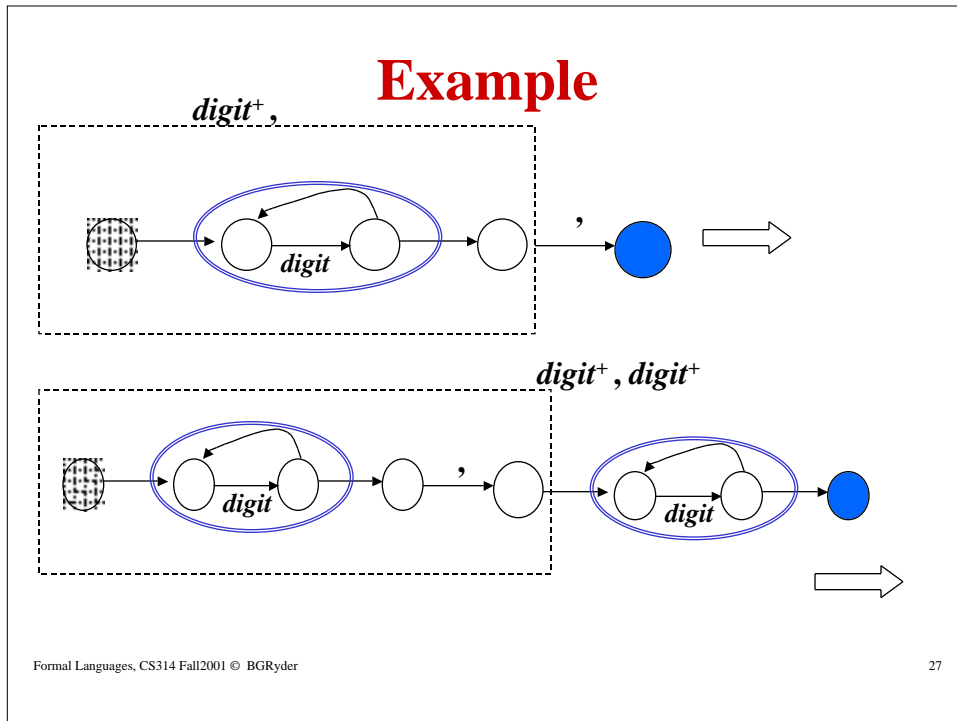 Example
digit⁺ ,
,
digit
digit⁺ , digit⁺
,
digit
digit
Formal Languages, CS314 Fall2001 © BGRyder
27